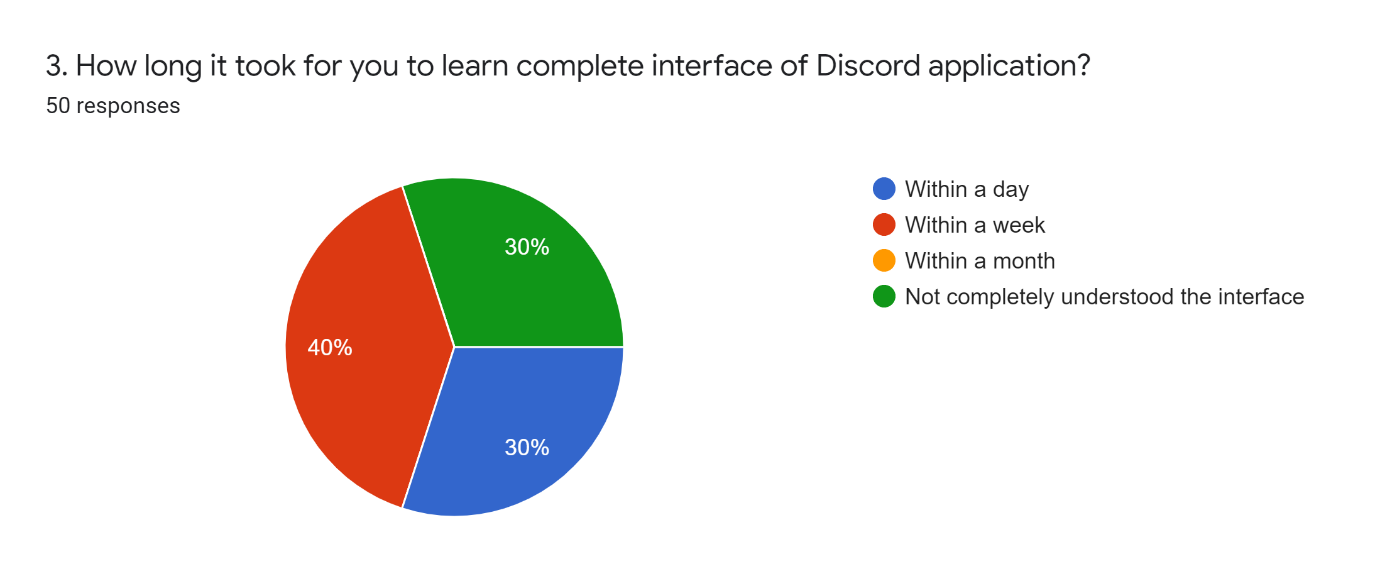 3. How long it took for you to learn complete interface of Discord application?
50 responses
Within a day
Within a week
Within a month
Not completely understood the interface
30%
40%
30%